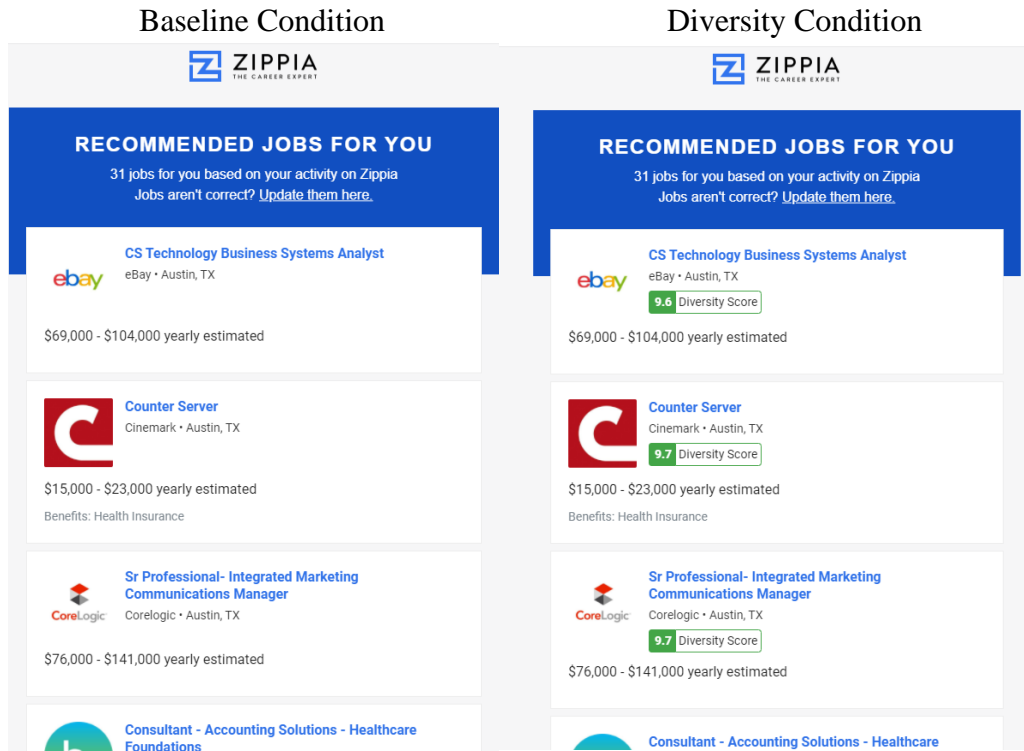 Baseline Condition
ZIPPIA
THE CAREER EXPERT
RECOMMENDED JOBS FOR YOU
31 jobs for you based on your activity on Zippia
Jobs aren't correct? Update them here.
ebay
CS Technology Business Systems Analyst
eBay • Austin, TX
$69,000 - $104,000 yearly estimated
Counter Server
Cinemark • Austin, TX
$15,000 - $23,000 yearly estimated
Benefits: Health Insurance
CoreLogic
Sr Professional- Integrated Marketing
Communications Manager
Corelogic • Austin, TX
$76,000 - $141,000 yearly estimated
Consultant - Accounting Solutions - Healthcare
Foundations
Diversity Condition
ZIPPIA
THE CAREER EXPERT
RECOMMENDED JOBS FOR YOU
31 jobs for you based on your activity on Zippia
Jobs aren't correct? Update them here.
ebay
CS Technology Business Systems Analyst
eBay • Austin, TX
9.6 Diversity Score
$69,000 - $104,000 yearly estimated
Counter Server
Cinemark • Austin, TX
9.7 Diversity Score
$15,000 - $23,000 yearly estimated
Benefits: Health Insurance
CoreLogic
Sr Professional- Integrated Marketing
Communications Manager
Corelogic • Austin, TX
9.7 Diversity Score
$76,000 - $141,000 yearly estimated
Consultant - Accounting Solutions - Healthcare